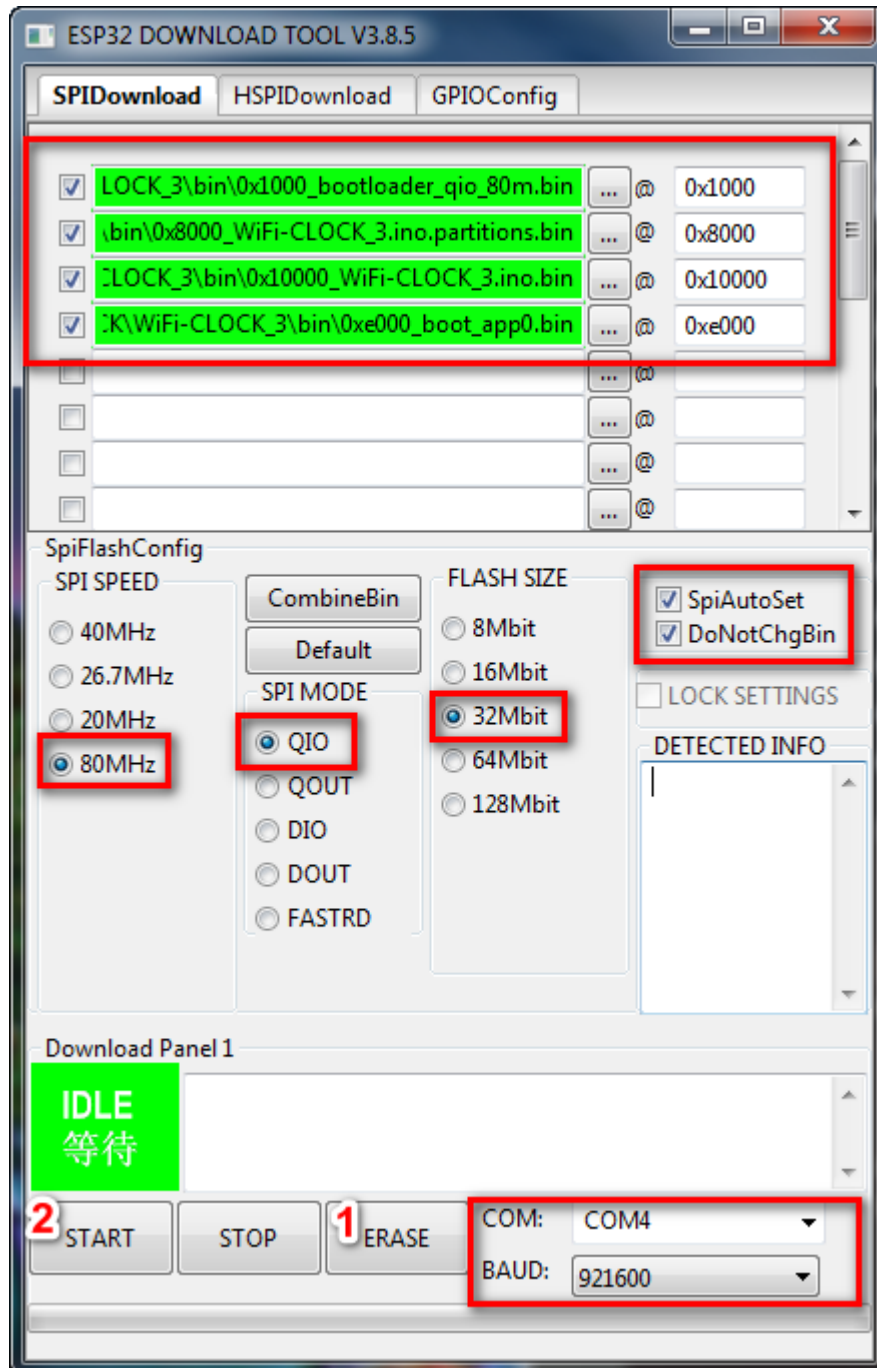 ESP32 DOWNLOAD TOOL V3.8.5
SPIDownload HSPIDownload GPIOConfig
LOCK_3\bin\0x1000_bootloader_qio_80m.bin ... @ 0x1000
\bin\0x8000_WiFi-CLOCK_3.ino.partitions.bin ... @ 0x8000
CLOCK_3\bin\0x10000_WiFi-CLOCK_3.ino.bin ... @ 0x10000
CK\WiFi-CLOCK_3\bin\0xe000_boot_app0.bin ... @ 0xe000
... @
... @
... @
... @
SpiFlashConfig
SPI SPEED
40MHz
26.7MHz
20MHz
80MHz
CombineBin
Default
SPI MODE
QIO
QOUT
DIO
DOUT
FASTRD
FLASH SIZE
8Mbit
16Mbit
32Mbit
64Mbit
128Mbit
SpiAutoSet
DoNotChgBin
LOCK SETTINGS
DETECTED INFO
Download Panel 1
IDLE
等待
2 START STOP 1 ERASE
COM: COM4
BAUD: 921600